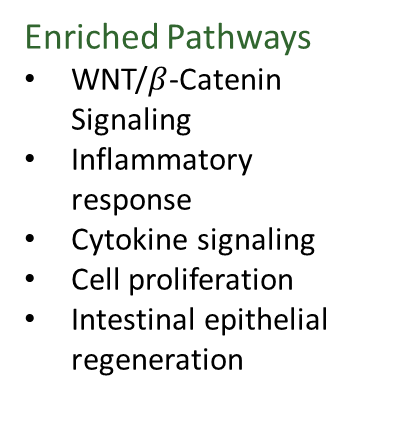 Enriched Pathways
• WNT/β-Catenin
Signaling
• Inflammatory
response
• Cytokine signaling
• Cell proliferation
• Intestinal epithelial
regeneration